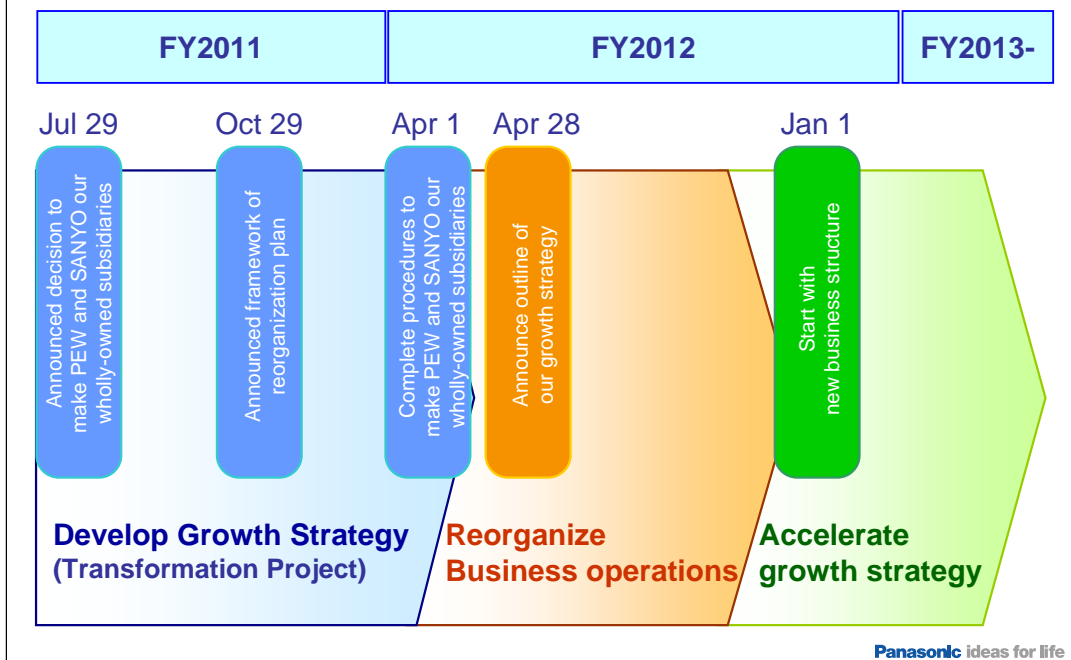 FY2011
FY2012
FY2013-
Jul 29
Oct 29
Apr 1
Apr 28
Jan 1
Announced decision to
make PEW and SANYO our
wholly-owned subsidiaries
Announced framework of
reorganization plan
Complete procedures to
make PEW and SANYO our
wholly-owned subsidiaries
Announce outline of
our growth strategy
Start with
new business structure
Develop Growth Strategy
(Transformation Project)
Reorganize
Business operations
Accelerate
growth strategy
Panasonic ideas for life